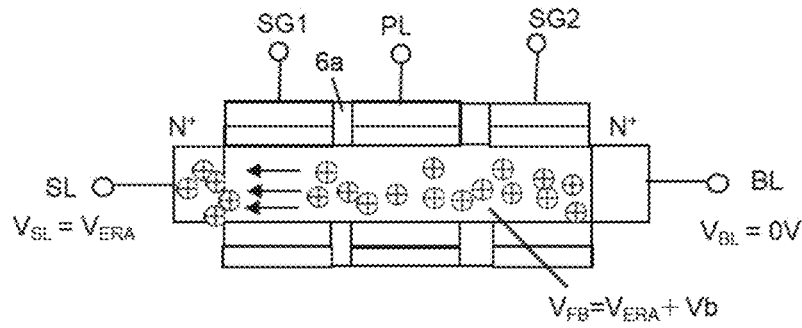 SG1 PL SG2
6a
N⁺ N⁺
SL BL
V_SL = V_ERA V_BL = 0V
V_FB=V_ERA + Vb